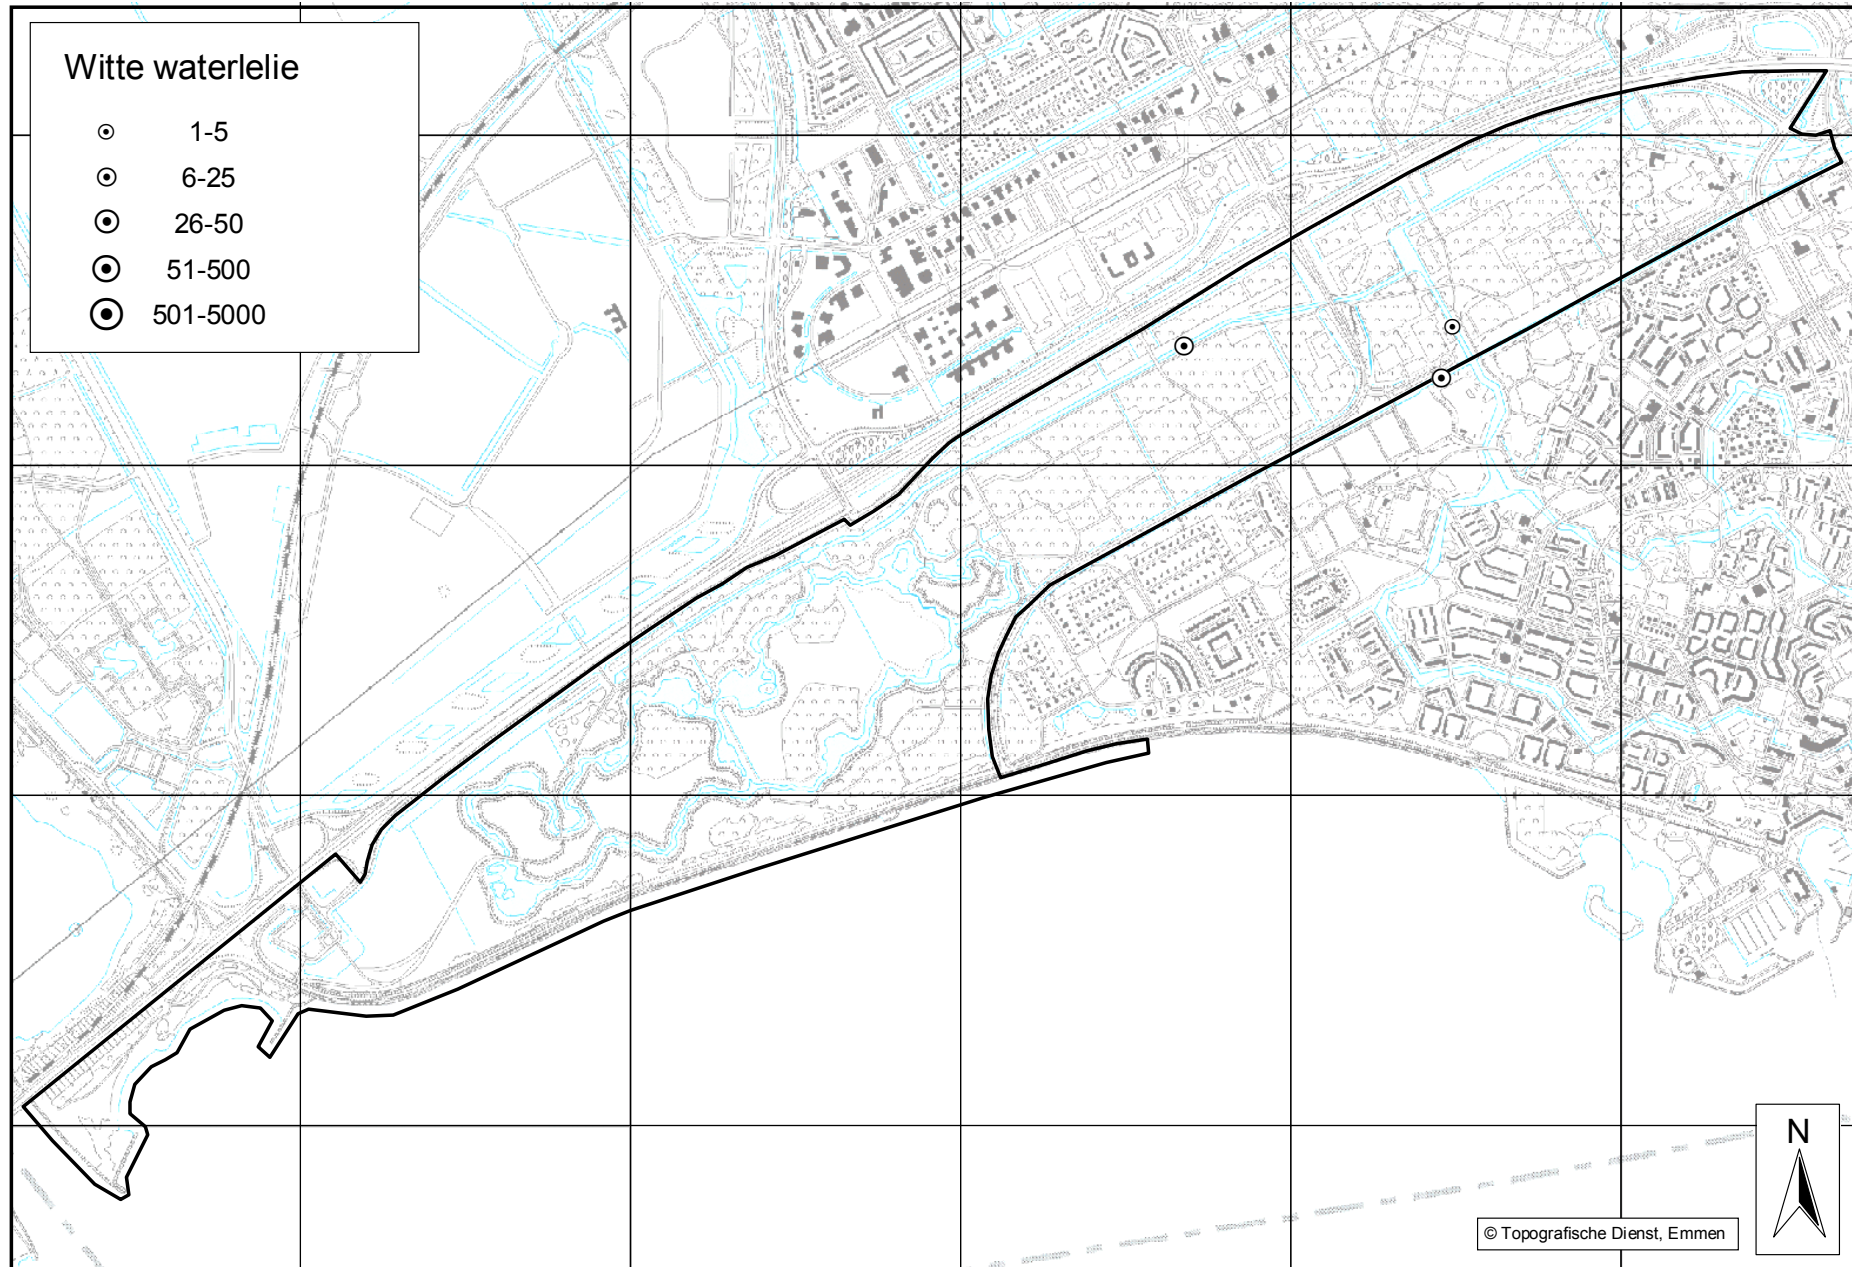 Witte waterlelie
1-5
6-25
26-50
51-500
501-5000
N
© Topografische Dienst, Emmen